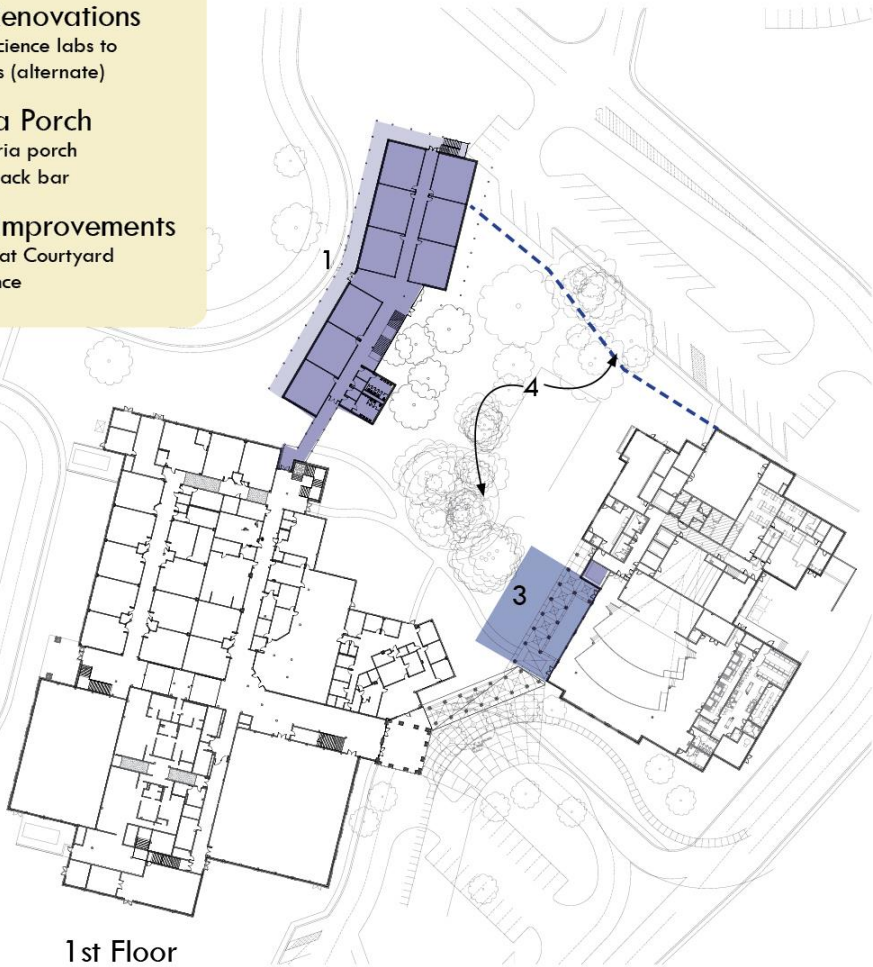 enovations
cience labs to
s (alternate)
a Porch
ria porch
ack bar
mprovements
at Courtyard
nce
1
4
3
1st Floor